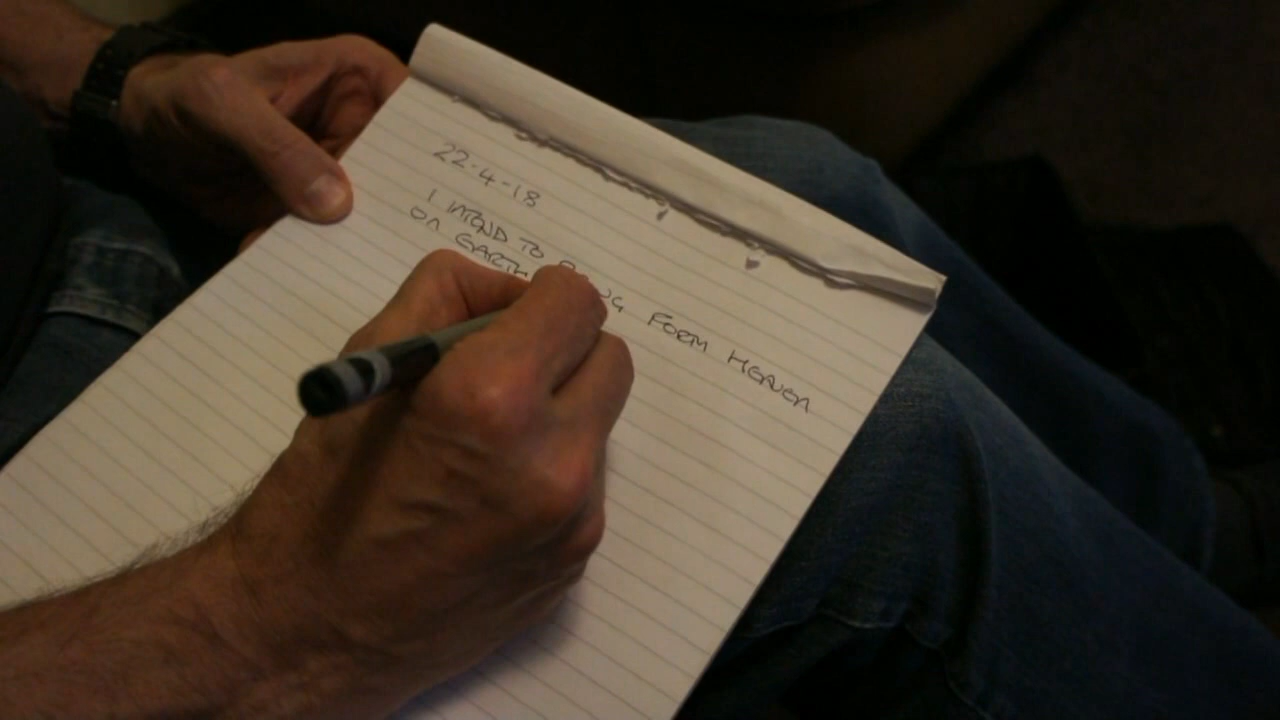 22-4-18
I INTEND TO FORM HEAVEN
ON EARTH